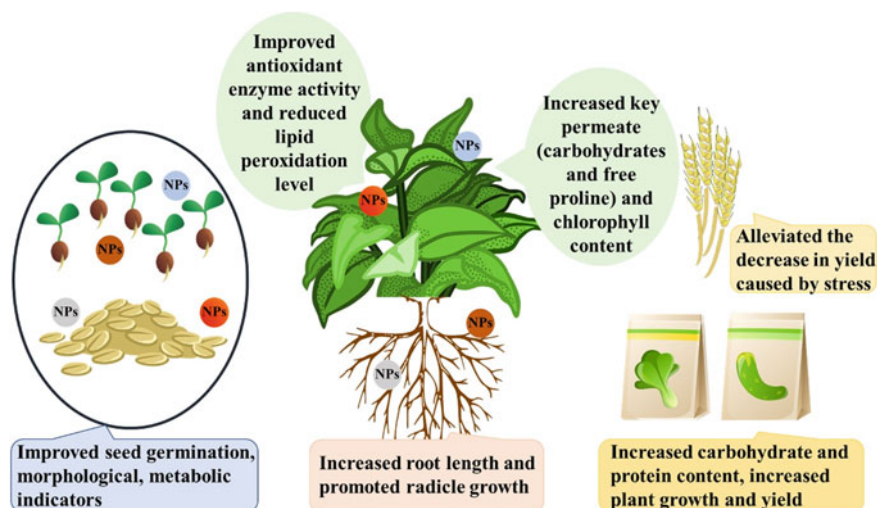 Improved
antioxidant
enzyme activity
and reduced
lipid
peroxidation
level
Increased key
permeate
(carbohydrates
and free
proline) and
chlorophyll
content
NPs
NPs
NPs
NPs
NPs
NPs
NPs
NPs
Alleviated the
decrease in yield
caused by stress
Improved seed germination,
morphological, metabolic
indicators
Increased root length and
promoted radicle growth
Increased carbohydrate and
protein content, increased
plant growth and yield